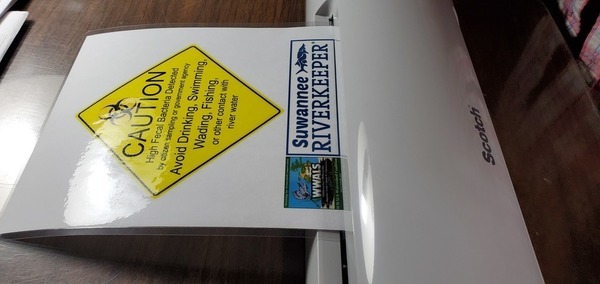 CAUTION
High Fecal Bacteria Detected
by citizen sampling or government agency
Avoid Drinking, Swimming,
Wading, Fishing,
or other contact with
river water
Suwannee
RIVERKEEPER®
WWALS
Scotch